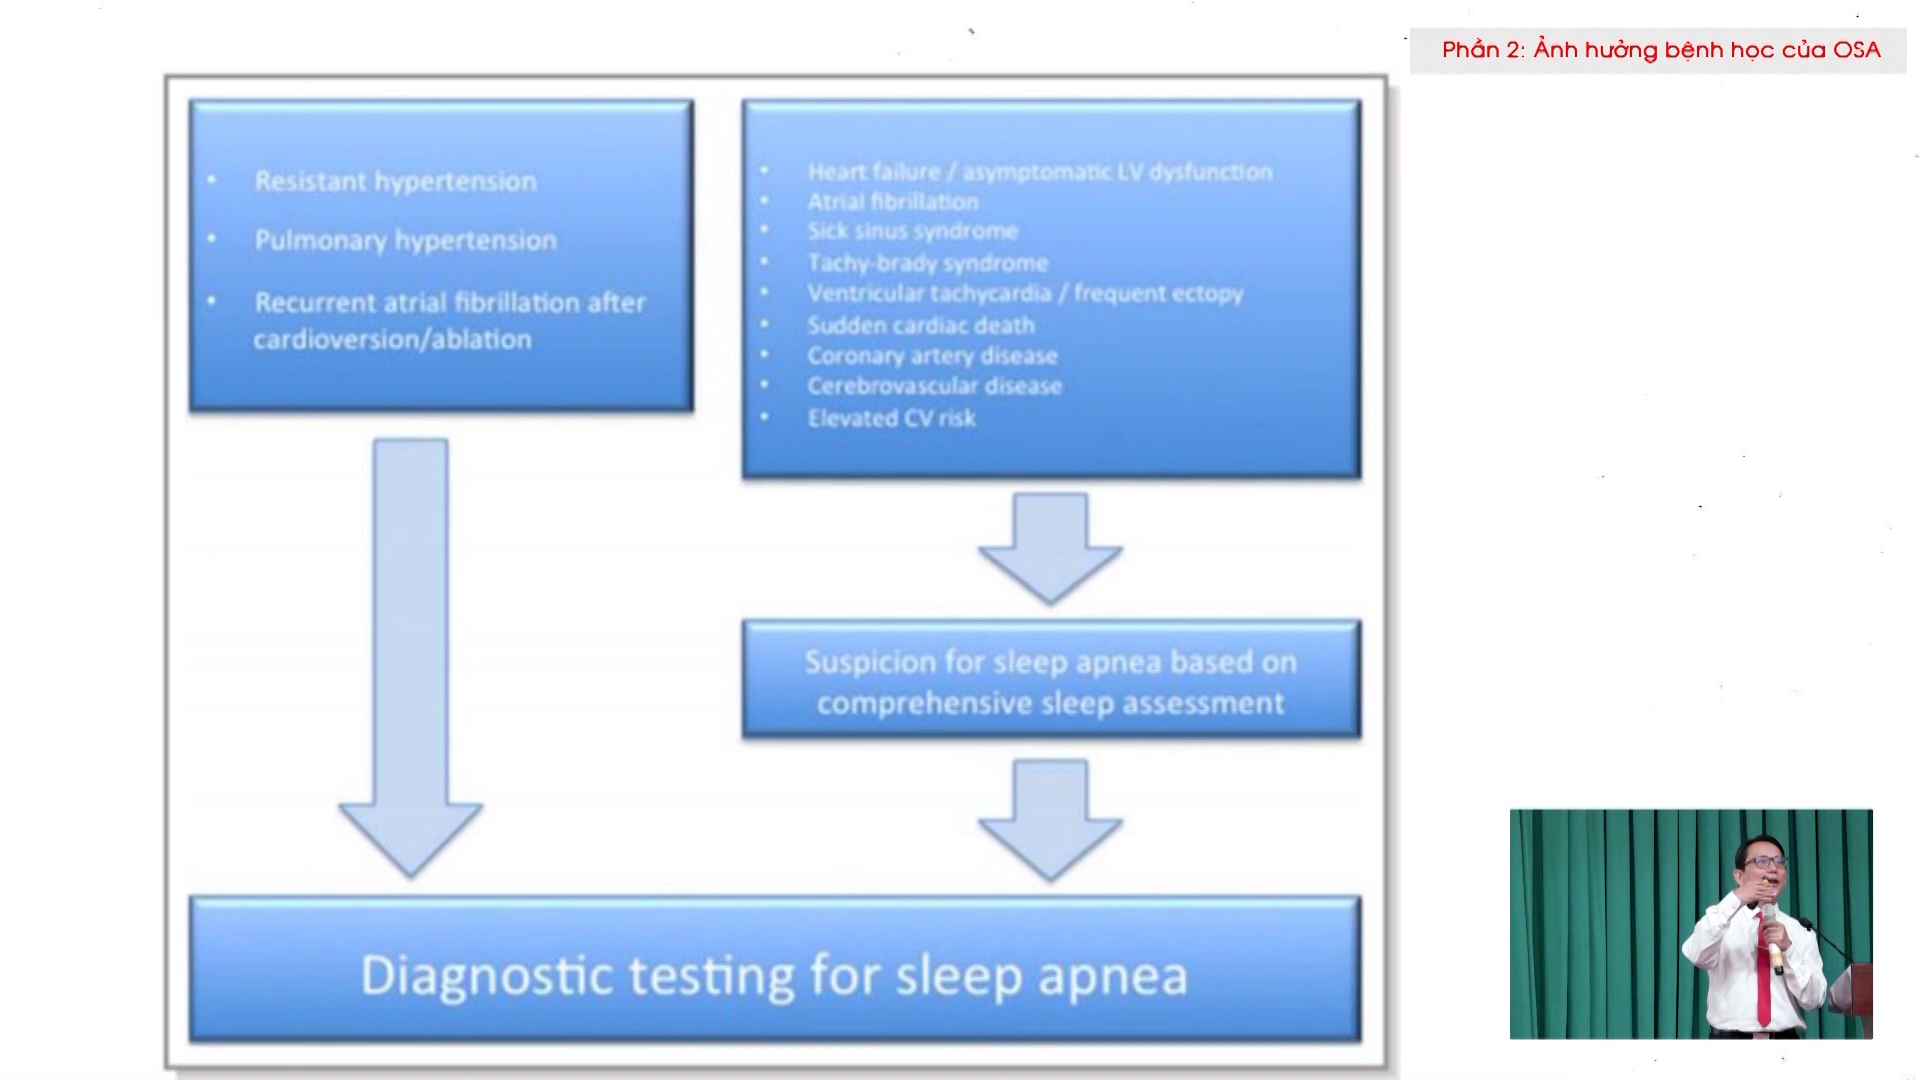 Phần 2: Ảnh hưởng bệnh học của OSA
• Resistant hypertension
• Pulmonary hypertension
• Recurrent atrial fibrillation after
cardioversion/ablation
• Heart failure / asymptomatic LV dysfunction
• Atrial fibrillation
• Sick sinus syndrome
• Tachy-brady syndrome
• Ventricular tachycardia / frequent ectopy
• Sudden cardiac death
• Coronary artery disease
• Cerebrovascular disease
• Elevated CV risk
Suspicion for sleep apnea based on
comprehensive sleep assessment
Diagnostic testing for sleep apnea